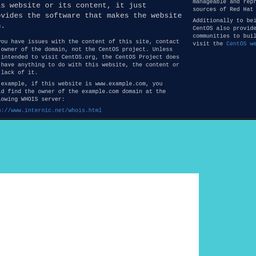 s website or its content, it just
vides the software that makes the website
.
you have issues with the content of this site, contact
owner of the domain, not the CentOS project. Unless
intended to visit CentOS.org, the CentOS Project does
have anything to do with this website, the content or
lack of it.
example, if this website is www.example.com, you
d find the owner of the example.com domain at the
owing WHOIS server:
://www.internic.net/whois.html
manageable and repr
sources of Red Hat
Additionally to bei
CentOS also provide
communities to buil
visit the CentOS we